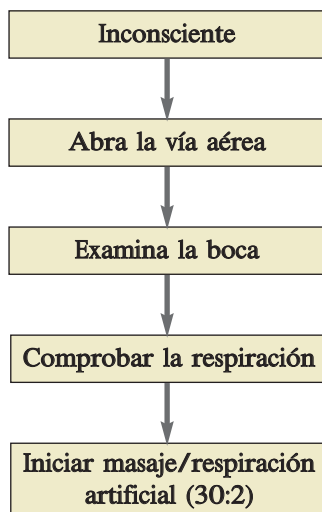 Inconsciente
Abra la vía aérea
Examina la boca
Comprobar la respiración
Iniciar masaje/respiración
artificial (30:2)